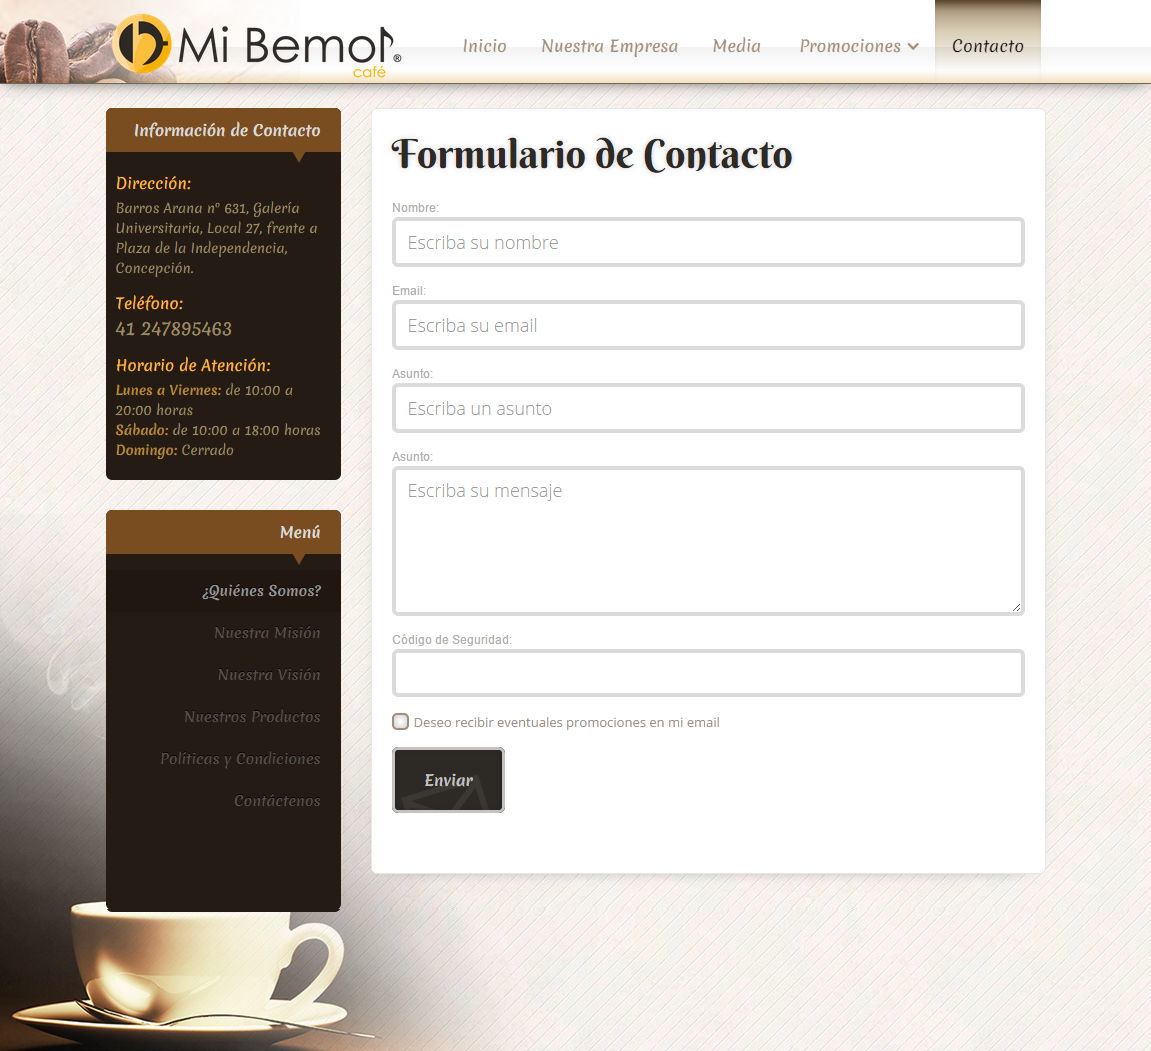 Mi Bemol®
café
Inicio Nuestra Empresa Media Promociones Contacto
Información de Contacto
Dirección:
Barros Arana nº 631, Galería
Universitaria, Local 27, frente a
Plaza de la Independencia,
Concepción.
Teléfono:
41 247895463
Horario de Atención:
Lunes a Viernes: de 10:00 a
20:00 horas
Sábado: de 10:00 a 18:00 horas
Domingo: Cerrado
Menú
¿Quiénes Somos?
Nuestra Misión
Nuestra Visión
Nuestros Productos
Políticas y Condiciones
Contáctenos
Formulario de Contacto
Nombre:
Escriba su nombre
Email:
Escriba su email
Asunto:
Escriba un asunto
Asunto:
Escriba su mensaje
Código de Seguridad:
Deseo recibir eventuales promociones en mi email
Enviar